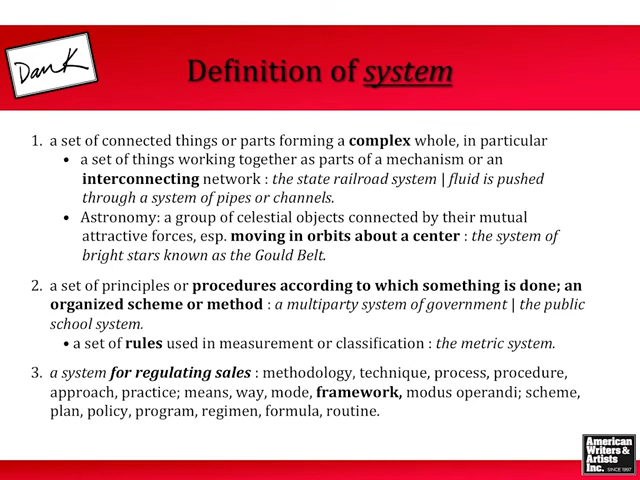 Dan K
Definition of system
1. a set of connected things or parts forming a complex whole, in particular
• a set of things working together as parts of a mechanism or an
interconnecting network : the state railroad system | fluid is pushed
through a system of pipes or channels.
• Astronomy: a group of celestial objects connected by their mutual
attractive forces, esp. moving in orbits about a center : the system of
bright stars known as the Gould Belt.
2. a set of principles or procedures according to which something is done; an
organized scheme or method : a multiparty system of government | the public
school system.
• a set of rules used in measurement or classification : the metric system.
3. a system for regulating sales : methodology, technique, process, procedure,
approach, practice; means, way, mode, framework, modus operandi; scheme,
plan, policy, program, regimen, formula, routine.
American
Writers &
Artists
Inc. SINCE 1997